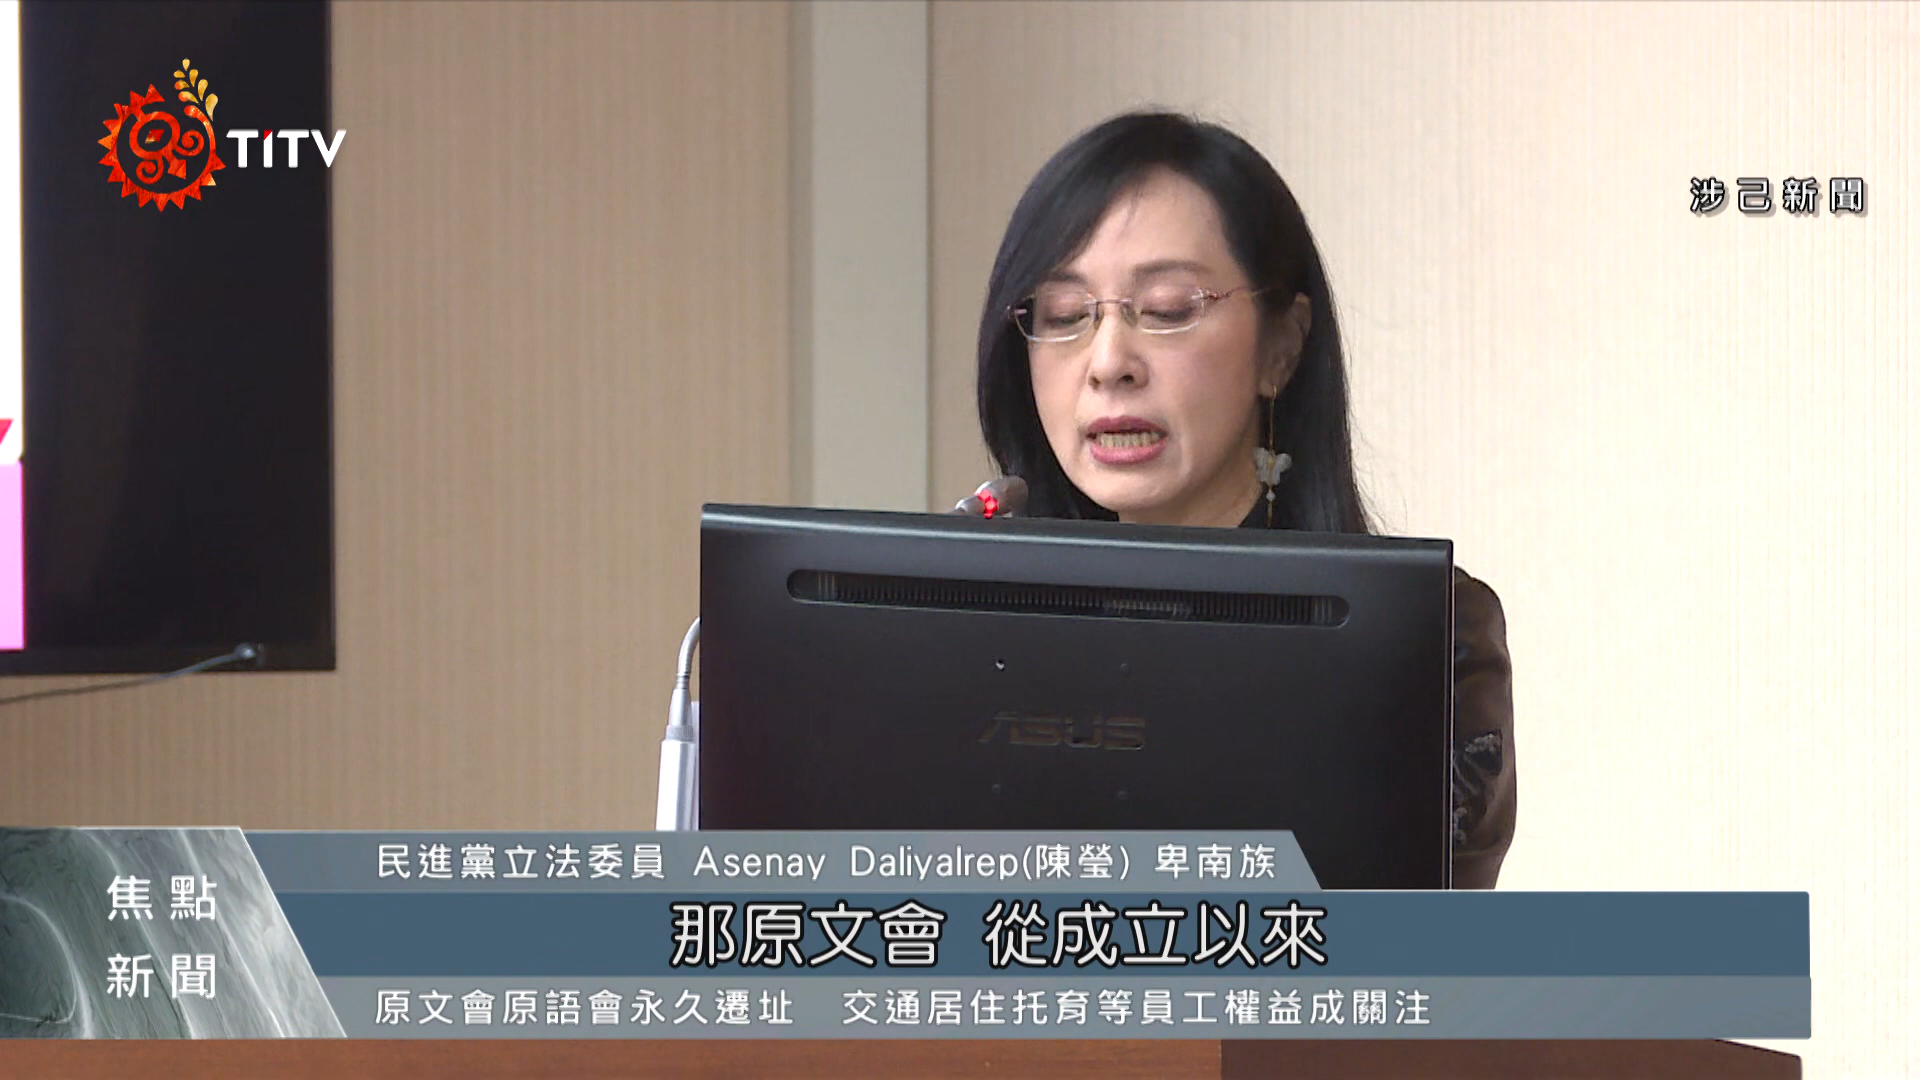 TITV
涉己新聞
ASUS
民進黨立法委員 Asenay Daliyalrep(陳瑩) 卑南族
焦點
新聞
那原文會 從成立以來
原文會原語會永久遷址 交通居住托育等員工權益成關注